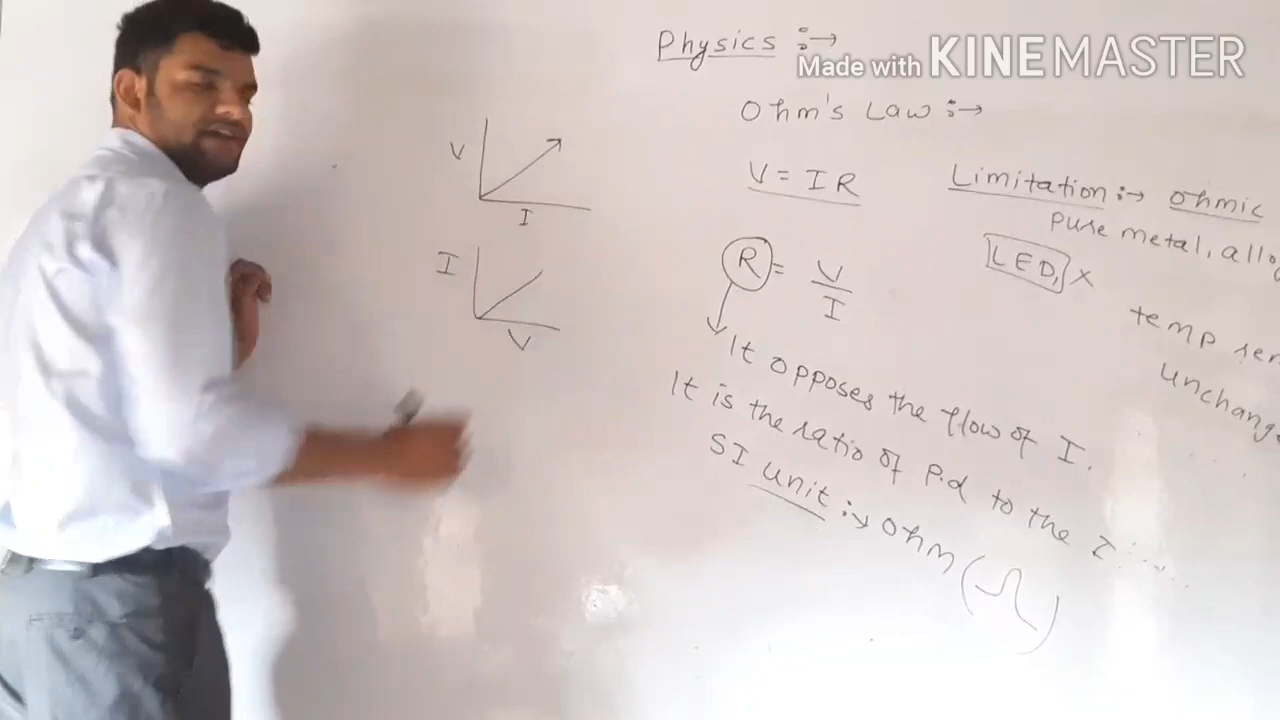 Physics :→
Made with KINEMASTER
Ohm's Law :→
V
I
I
V
V = IR
R = V/I
Limitation :→ Ohmic
pure metal, allo
LED, ×
temp
unchang
It opposes the flow of I.
It is the ratio of P.d to the I .....
SI unit :→ Ohm (Ω)